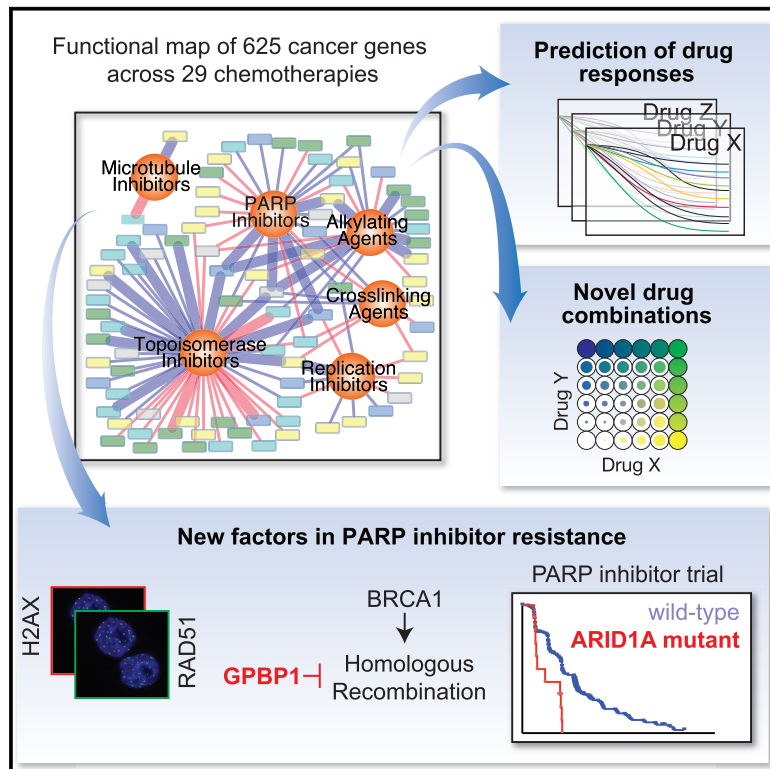 Functional map of 625 cancer genes
across 29 chemotherapies
Microtubule
Inhibitors
PARP
Inhibitors
Alkylating
Agents
Crosslinking
Agents
Topoisomerase
Inhibitors
Replication
Inhibitors
Prediction of drug
responses
Drug Z
Drug Y
Drug X
Novel drug
combinations
Drug Y
Drug X
New factors in PARP inhibitor resistance
H2AX
RAD51
BRCA1
GPBP1
Homologous
Recombination
PARP inhibitor trial
wild-type
ARID1A mutant